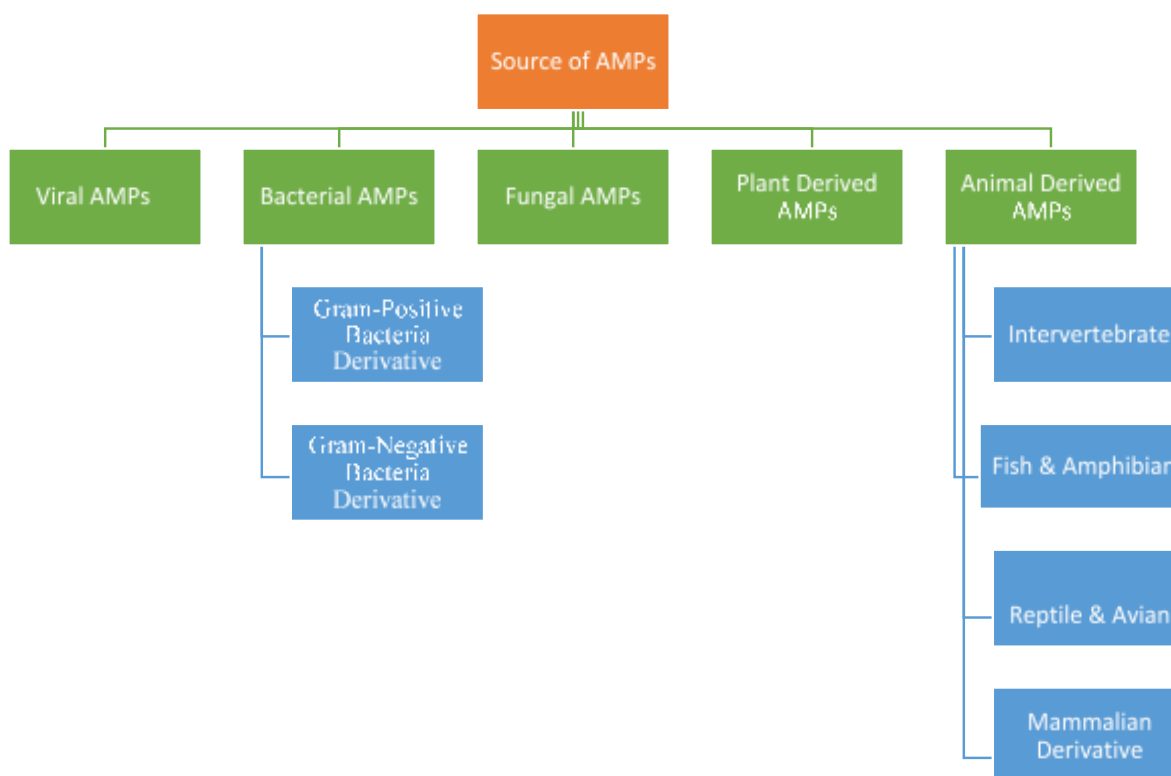 Source of AMPs
Viral AMPs
Bacterial AMPs
Fungal AMPs
Plant Derived
AMPs
Animal Derived
AMPs
Gram-Positive
Bacteria
Derivative
Gram-Negative
Bacteria
Derivative
Intervertebrate
Fish & Amphibian
Reptile & Avian
Mammalian
Derivative